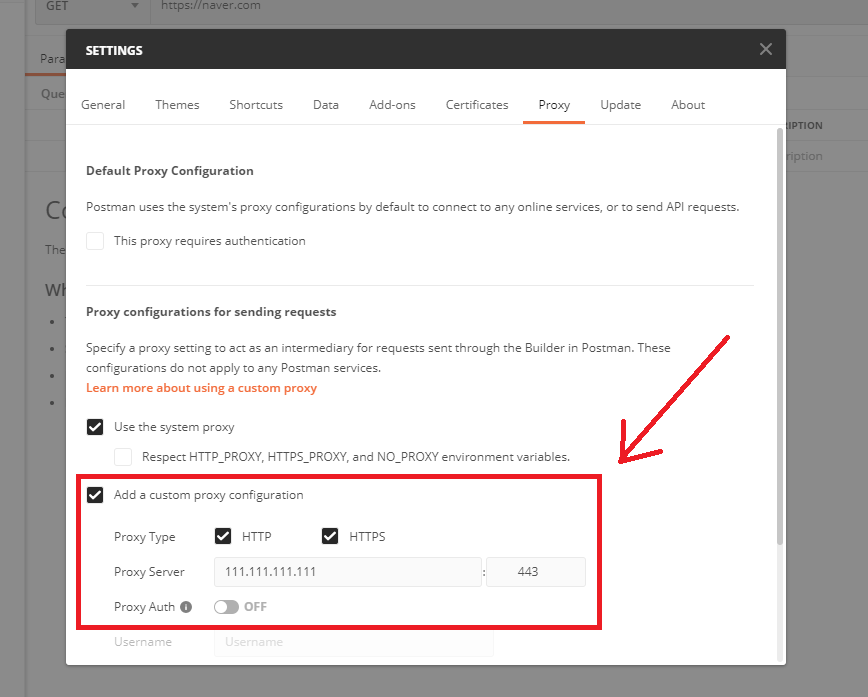 GET https://naver.com
SETTINGS
Para
General Themes Shortcuts Data Add-ons Certificates Proxy Update About
Que
RIPTION
Default Proxy Configuration
ription
Co
Postman uses the system's proxy configurations by default to connect to any online services, or to send API requests.
The
This proxy requires authentication
Wh
Proxy configurations for sending requests
Specify a proxy setting to act as an intermediary for requests sent through the Builder in Postman. These
configurations do not apply to any Postman services.
Learn more about using a custom proxy
Use the system proxy
Respect HTTP_PROXY, HTTPS_PROXY, and NO_PROXY environment variables.
Add a custom proxy configuration
Proxy Type HTTP HTTPS
Proxy Server 111.111.111.111 : 443
Proxy Auth i OFF
Username Username